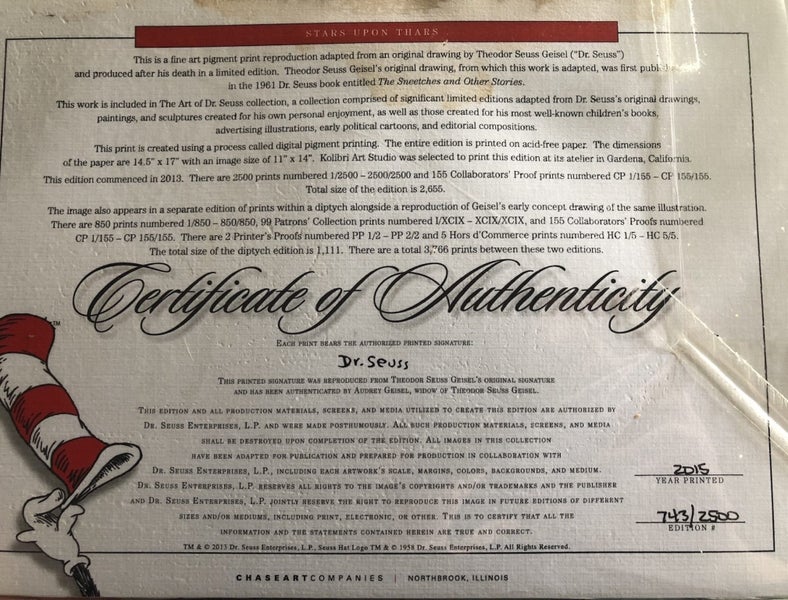 STARS UPON THARS
This is a fine art pigment print reproduction adapted from an original drawing by Theodor Seuss Geisel ("Dr. Seuss")
and produced after his death in a limited edition. Theodor Seuss Geisel's original drawing, from which this work is adapted, was first
in the 1961 Dr. Seuss book entitled The Sneetches and Other Stories.
This work is included in The Art of Dr. Seuss collection, a collection comprised of significant limited editions adapted from Dr. Seuss's original drawings,
paintings, and sculptures created for his own personal enjoyment, as well as those created for his most well-known children's books,
advertising illustrations, early political cartoons, and editorial compositions.
This print is created using a process called digital pigment printing. The entire edition is printed on acid-free paper. The dimensions
of the paper are 14.5" x 17" with an image size of 11" x 14". Kolibri Art Studio was selected to print this edition at its atelier in Gardena, California.
This edition commenced in 2013. There are 2500 prints numbered 1/2500 – 2500/2500 and 155 Collaborators' Proof prints numbered CP 1/155 – CP 155/155.
Total size of the edition is 2,655.
The image also appears in a separate edition of prints within a diptych alongside a reproduction of Geisel's early concept drawing of the same illustration.
There are 850 prints numbered 1/850 – 850/850, 99 Patrons' Collection prints numbered I/XCIX – XCIX/XCIX, and 155 Collaborators' Proofs numbered
CP 1/155 – CP 155/155. There are 2 Printer's Proofs numbered PP 1/2 – PP 2/2 and 5 Hors d'Commerce prints numbered HC 1/5 – HC 5/5.
The total size of the diptych edition is 1,111. There are a total 3,766 prints between these two editions.
Certificate of Authenticity
TM
EACH PRINT BEARS THE AUTHORIZED PRINTED SIGNATURE:
Dr. Seuss
THIS PRINTED SIGNATURE WAS REPRODUCED FROM THEODOR SEUSS GEISEL'S ORIGINAL SIGNATURE
AND HAS BEEN AUTHENTICATED BY AUDREY GEISEL, WIDOW OF THEODOR SEUSS GEISEL.
THIS EDITION AND ALL PRODUCTION MATERIALS, SCREENS, AND MEDIA UTILIZED TO CREATE THIS EDITION ARE AUTHORIZED BY
DR. SEUSS ENTERPRISES, L.P. AND WERE MADE POSTHUMOUSLY. ALL SUCH PRODUCTION MATERIALS, SCREENS, AND MEDIA
SHALL BE DESTROYED UPON COMPLETION OF THE EDITION. ALL IMAGES IN THIS COLLECTION
HAVE BEEN ADAPTED FOR PUBLICATION AND PREPARED FOR PRODUCTION IN COLLABORATION WITH
DR. SEUSS ENTERPRISES, L.P., INCLUDING EACH ARTWORK'S SCALE, MARGINS, COLORS, BACKGROUNDS, AND MEDIUM.
DR. SEUSS ENTERPRISES, L.P. RESERVES ALL RIGHTS TO THE IMAGE'S COPYRIGHTS AND/OR TRADEMARKS AND THE PUBLISHER
AND DR. SEUSS ENTERPRISES, L.P. JOINTLY RESERVE THE RIGHT TO REPRODUCE THIS IMAGE IN FUTURE EDITIONS OF DIFFERENT
SIZES AND/OR MEDIUMS, INCLUDING PRINT, ELECTRONIC, OR OTHER. THIS IS TO CERTIFY THAT ALL THE
INFORMATION AND THE STATEMENTS CONTAINED HEREIN ARE TRUE AND CORRECT.
2015
YEAR PRINTED
743/2500
EDITION #
TM & © 2013 Dr. Seuss Enterprises, L.P., Seuss Hat Logo TM & © 1958 Dr. Seuss Enterprises, L.P. All Rights Reserved.
CHASEARTCOMPANIES | NORTHBROOK, ILLINOIS